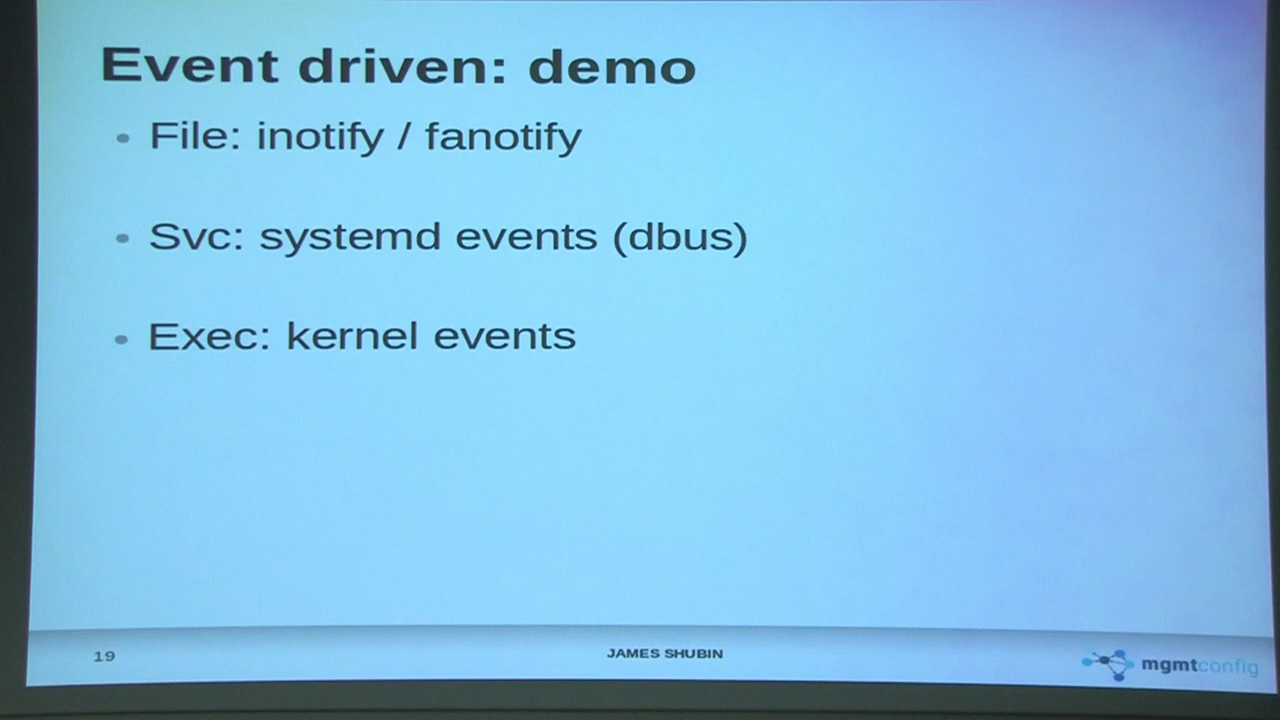 Event driven: demo
• File: inotify / fanotify
• Svc: systemd events (dbus)
• Exec: kernel events
19
JAMES SHUBIN
mgmtconfig